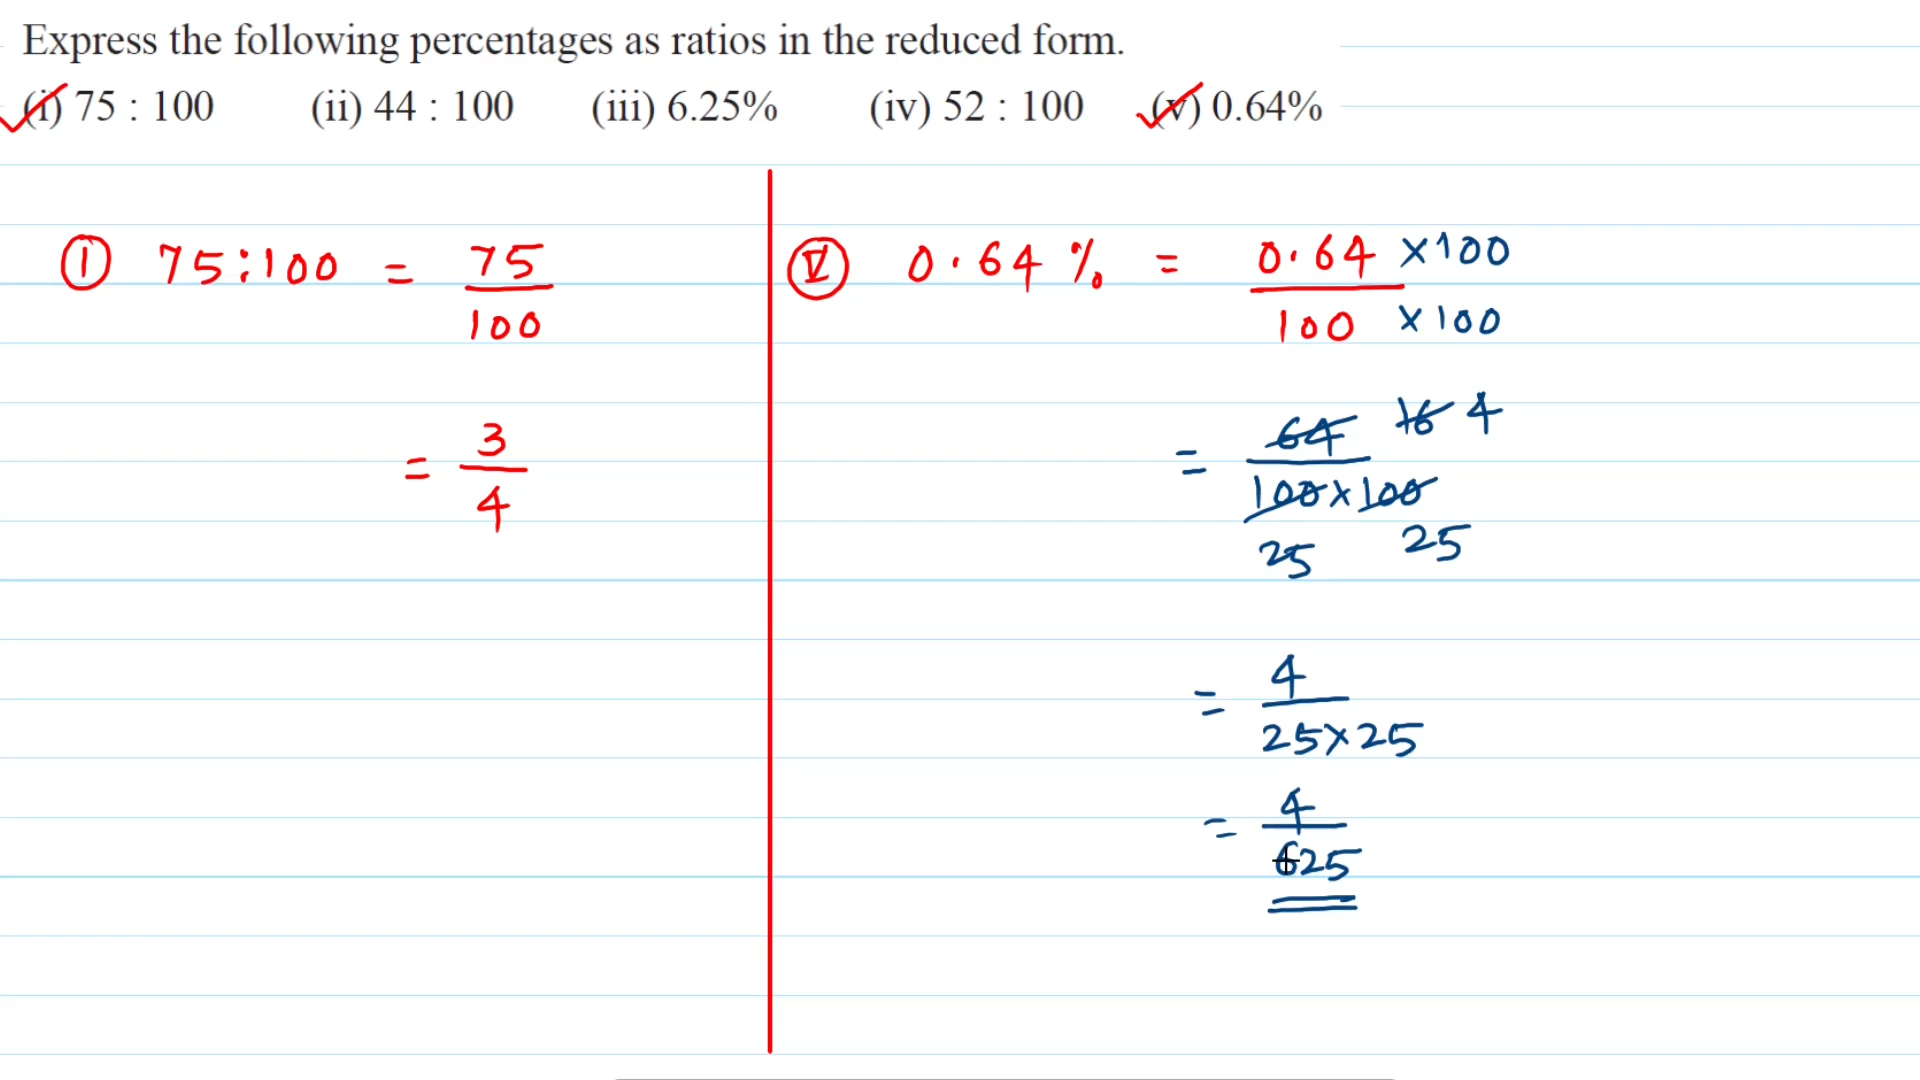 Express the following percentages as ratios in the reduced form.
(i) 75 : 100 (ii) 44 : 100 (iii) 6.25% (iv) 52 : 100 (v) 0.64%
(I) 75:100 = 75/100
= 3/4
(V) 0.64 % = 0.64 ×100 / 100 ×100
= 64 16 4 / 100×100 25 25
= 4 / 25×25
= 4/625